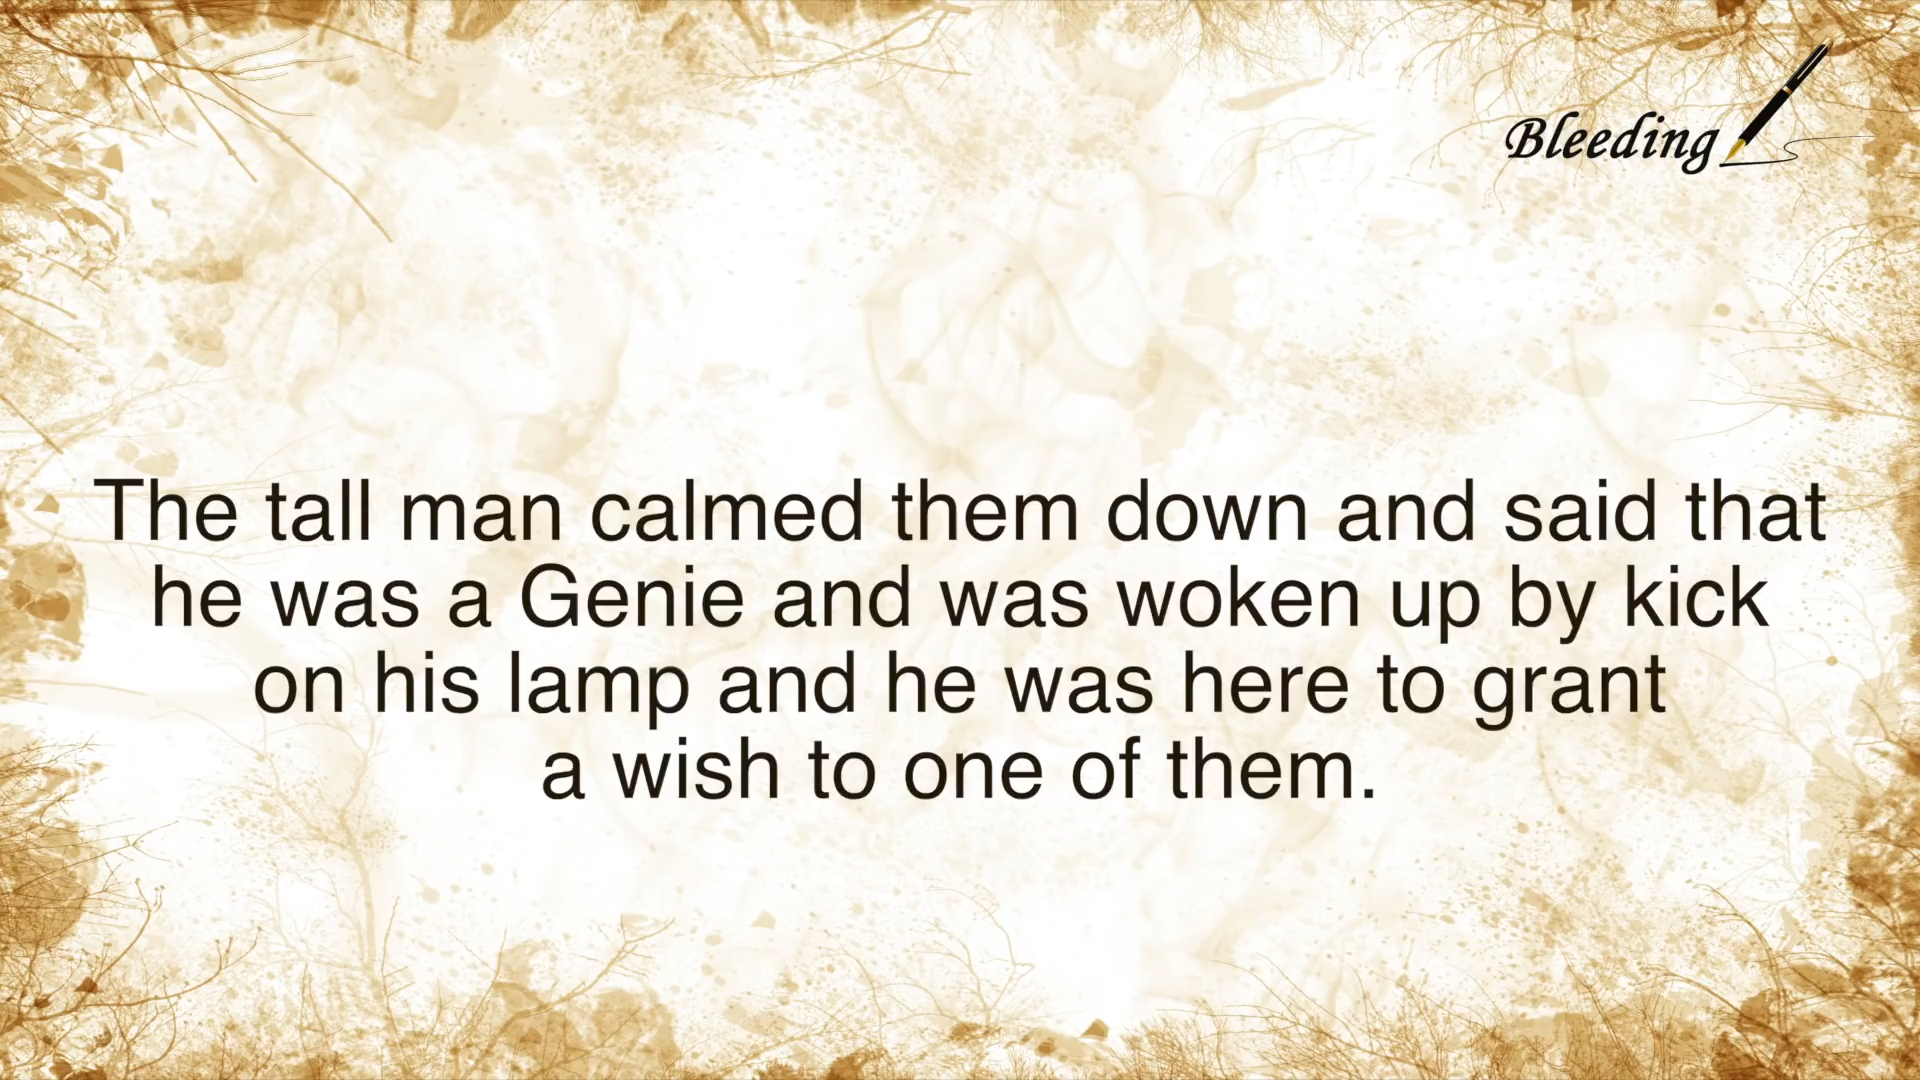 Bleeding
The tall man calmed them down and said that
he was a Genie and was woken up by kick
on his lamp and he was here to grant
a wish to one of them.